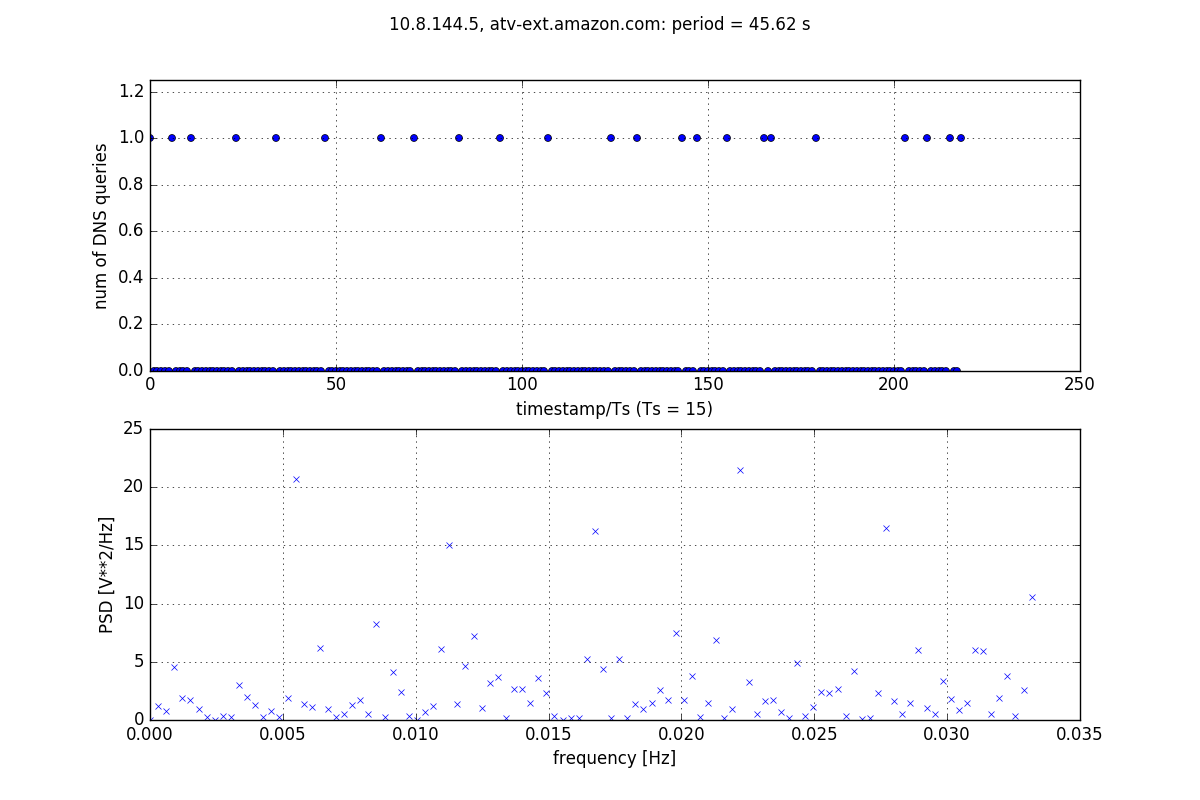 10.8.144.5, atv-ext.amazon.com: period = 45.62 s
1.2
1.0
0.8
0.6
0.4
0.2
0.0
num of DNS queries
0 50 100 150 200 250
timestamp/Ts (Ts = 15)
25
20
15
10
5
0
PSD [V**2/Hz]
0.000 0.005 0.010 0.015 0.020 0.025 0.030 0.035
frequency [Hz]